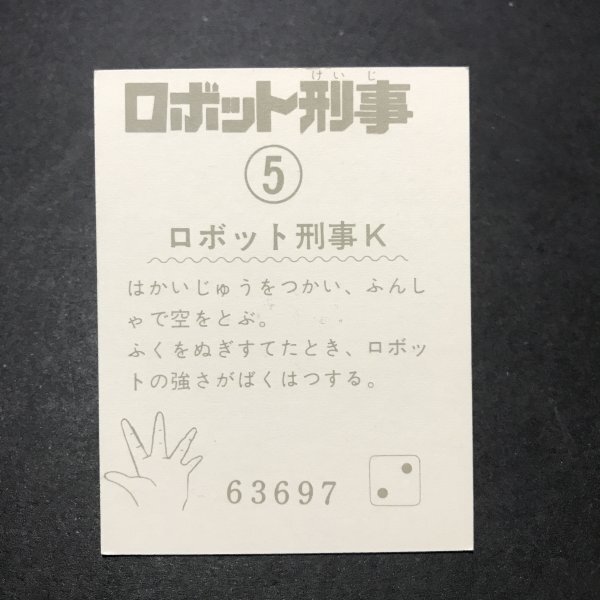 けいじ
ロボット刑事
⑤
ロボット刑事K
はかいじゅうをつかい、ふんし
ゃで空をとぶ。
ふくをぬぎすてたとき、ロボッ
トの強さがばくはつする。
63697